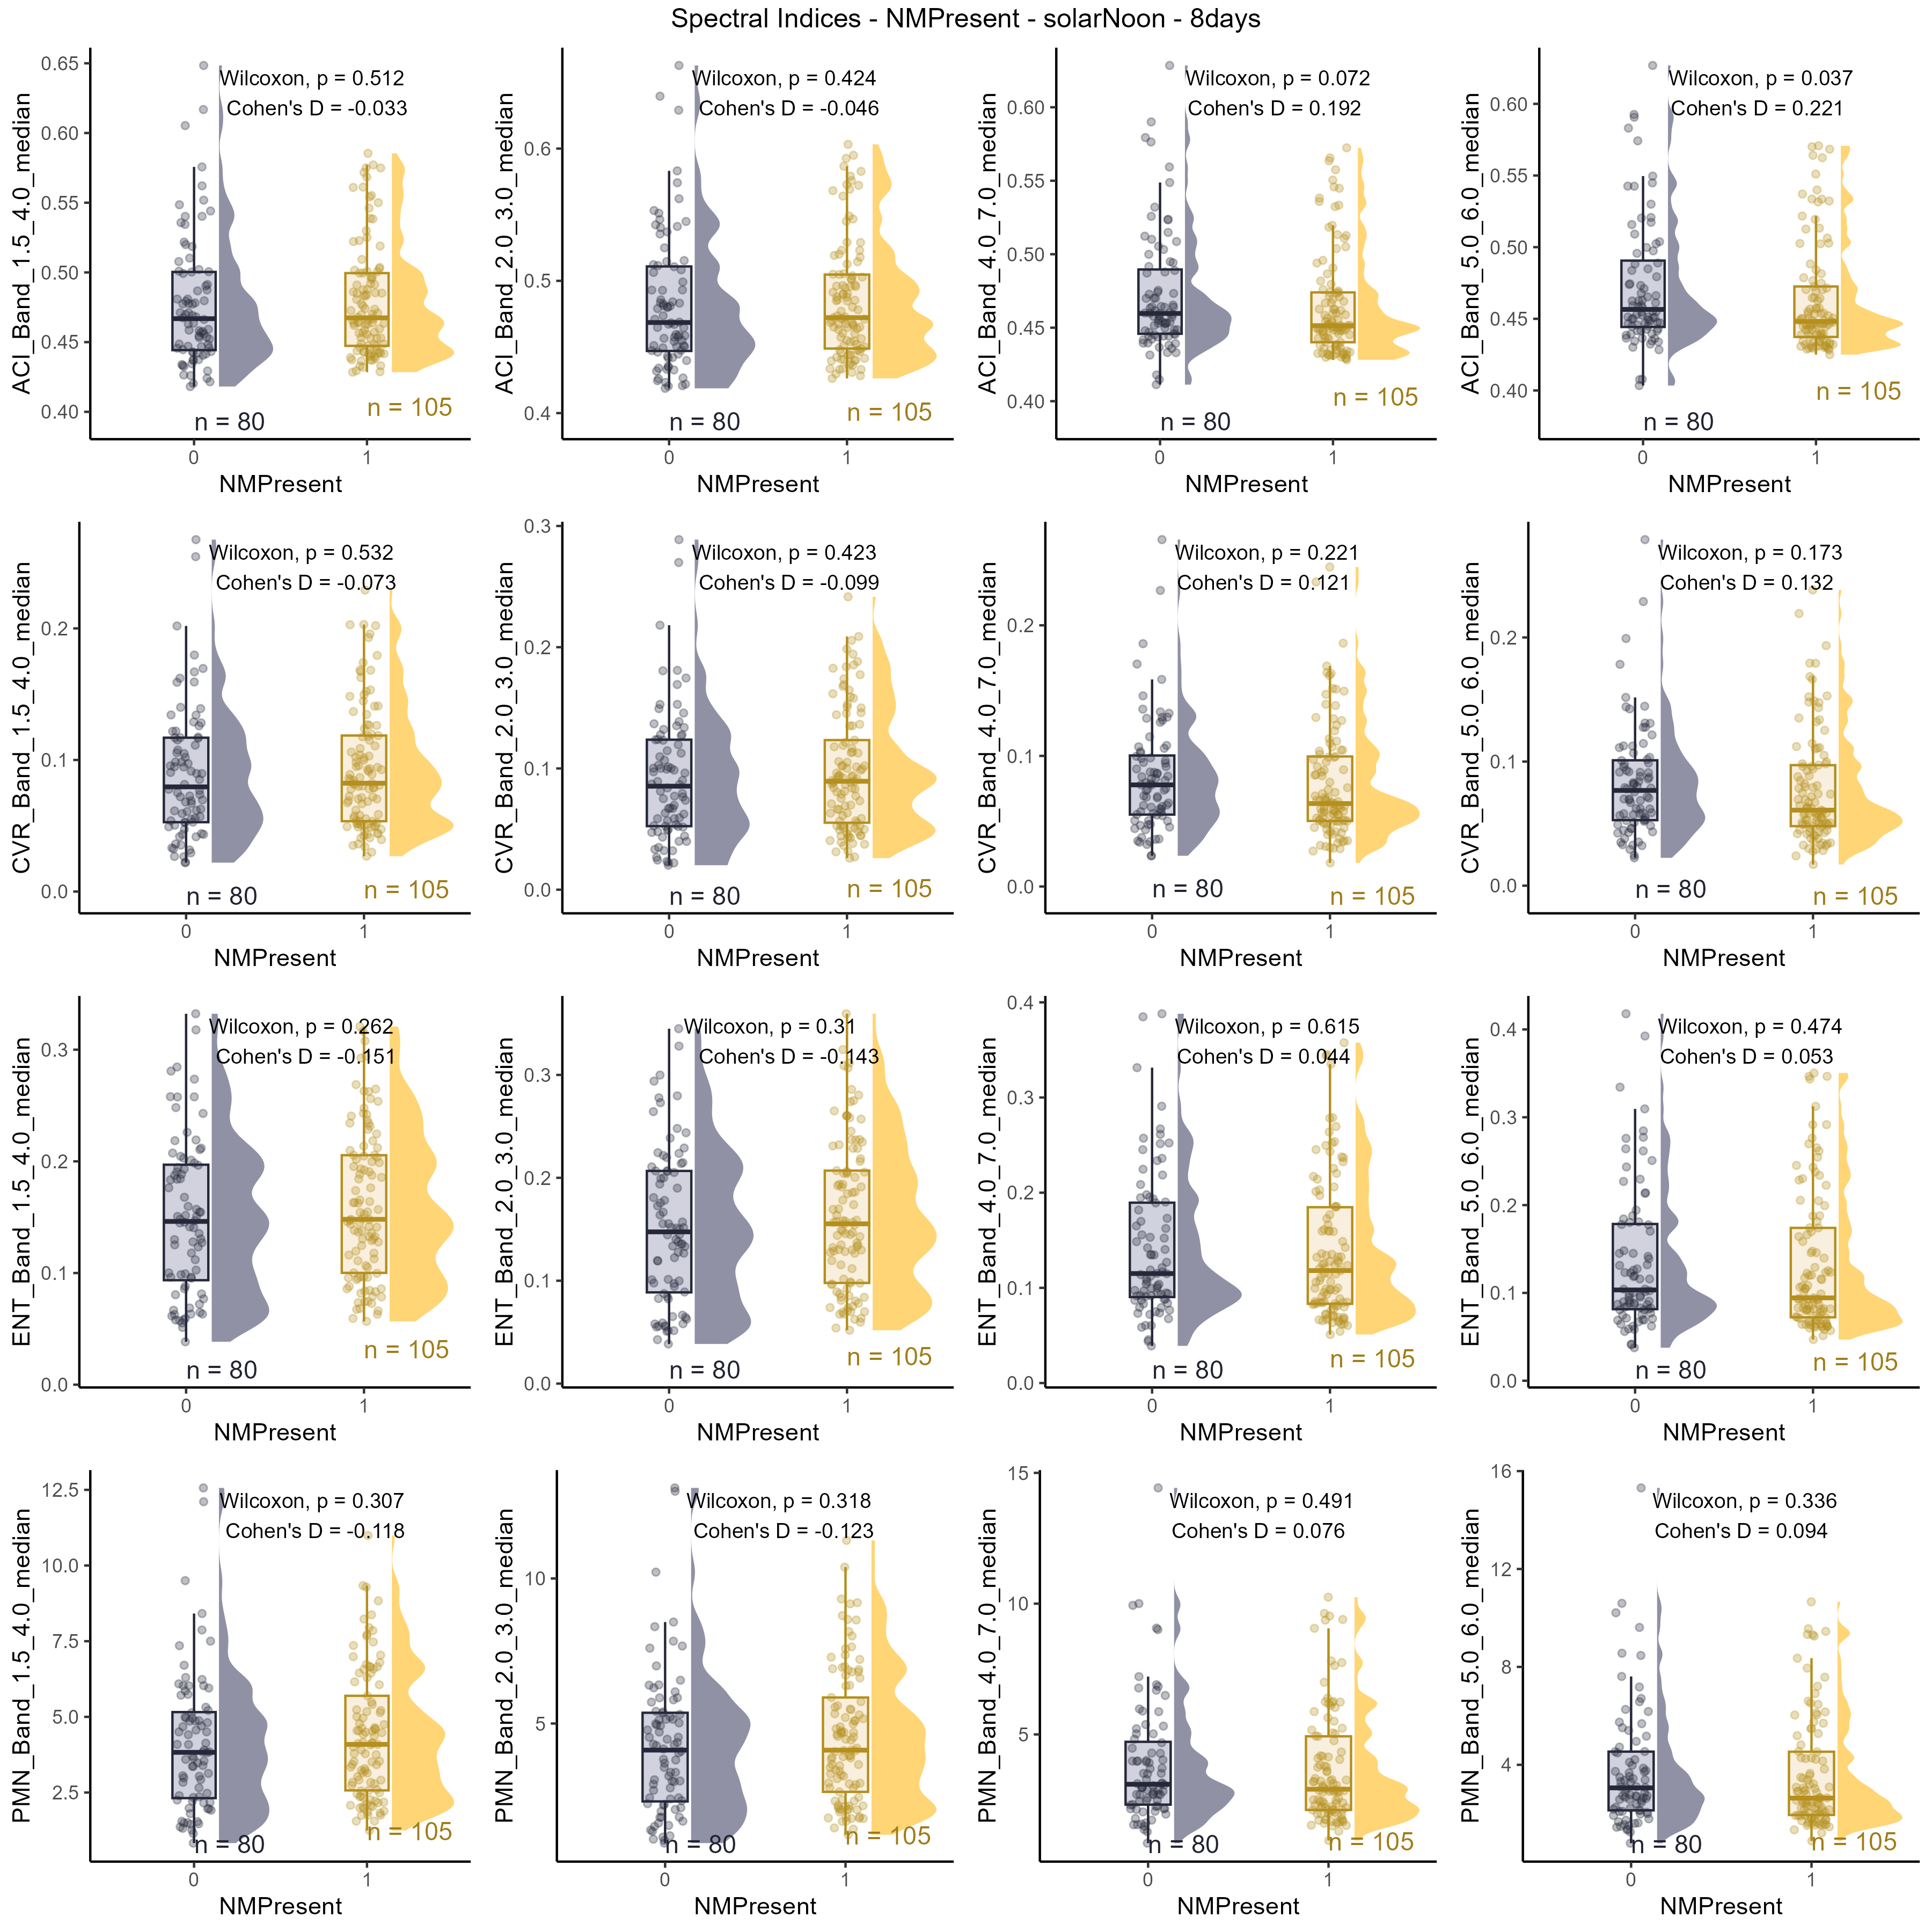 Spectral Indices - NMPresent - solarNoon - 8days
ACI_Band_1.5_4.0_median
0.65
0.60
0.55
0.50
0.45
0.40
Wilcoxon, p = 0.512
Cohen's D = -0.033
n = 80
n = 105
0
1
NMPresent
ACI_Band_2.0_3.0_median
0.6
0.5
0.4
Wilcoxon, p = 0.424
Cohen's D = -0.046
n = 80
n = 105
0
1
NMPresent
ACI_Band_4.0_7.0_median
0.60
0.55
0.50
0.45
0.40
Wilcoxon, p = 0.072
Cohen's D = 0.192
n = 80
n = 105
0
1
NMPresent
ACI_Band_5.0_6.0_median
0.60
0.55
0.50
0.45
0.40
Wilcoxon, p = 0.037
Cohen's D = 0.221
n = 80
n = 105
0
1
NMPresent
CVR_Band_1.5_4.0_median
0.2
0.1
0.0
Wilcoxon, p = 0.532
Cohen's D = -0.073
n = 80
n = 105
0
1
NMPresent
CVR_Band_2.0_3.0_median
0.3
0.2
0.1
0.0
Wilcoxon, p = 0.423
Cohen's D = -0.099
n = 80
n = 105
0
1
NMPresent
CVR_Band_4.0_7.0_median
0.2
0.1
0.0
Wilcoxon, p = 0.221
Cohen's D = 0.121
n = 80
n = 105
0
1
NMPresent
CVR_Band_5.0_6.0_median
0.2
0.1
0.0
Wilcoxon, p = 0.173
Cohen's D = 0.132
n = 80
n = 105
0
1
NMPresent
ENT_Band_1.5_4.0_median
0.3
0.2
0.1
0.0
Wilcoxon, p = 0.262
Cohen's D = -0.151
n = 80
n = 105
0
1
NMPresent
ENT_Band_2.0_3.0_median
0.3
0.2
0.1
0.0
Wilcoxon, p = 0.31
Cohen's D = -0.143
n = 80
n = 105
0
1
NMPresent
ENT_Band_4.0_7.0_median
0.4
0.3
0.2
0.1
0.0
Wilcoxon, p = 0.615
Cohen's D = 0.044
n = 80
n = 105
0
1
NMPresent
ENT_Band_5.0_6.0_median
0.4
0.3
0.2
0.1
0.0
Wilcoxon, p = 0.474
Cohen's D = 0.053
n = 80
n = 105
0
1
NMPresent
PMN_Band_1.5_4.0_median
12.5
10.0
7.5
5.0
2.5
Wilcoxon, p = 0.307
Cohen's D = -0.118
n = 80
n = 105
0
1
NMPresent
PMN_Band_2.0_3.0_median
10
5
Wilcoxon, p = 0.318
Cohen's D = -0.123
n = 80
n = 105
0
1
NMPresent
PMN_Band_4.0_7.0_median
15
10
5
Wilcoxon, p = 0.491
Cohen's D = 0.076
n = 80
n = 105
0
1
NMPresent
PMN_Band_5.0_6.0_median
16
12
8
4
Wilcoxon, p = 0.336
Cohen's D = 0.094
n = 80
n = 105
0
1
NMPresent